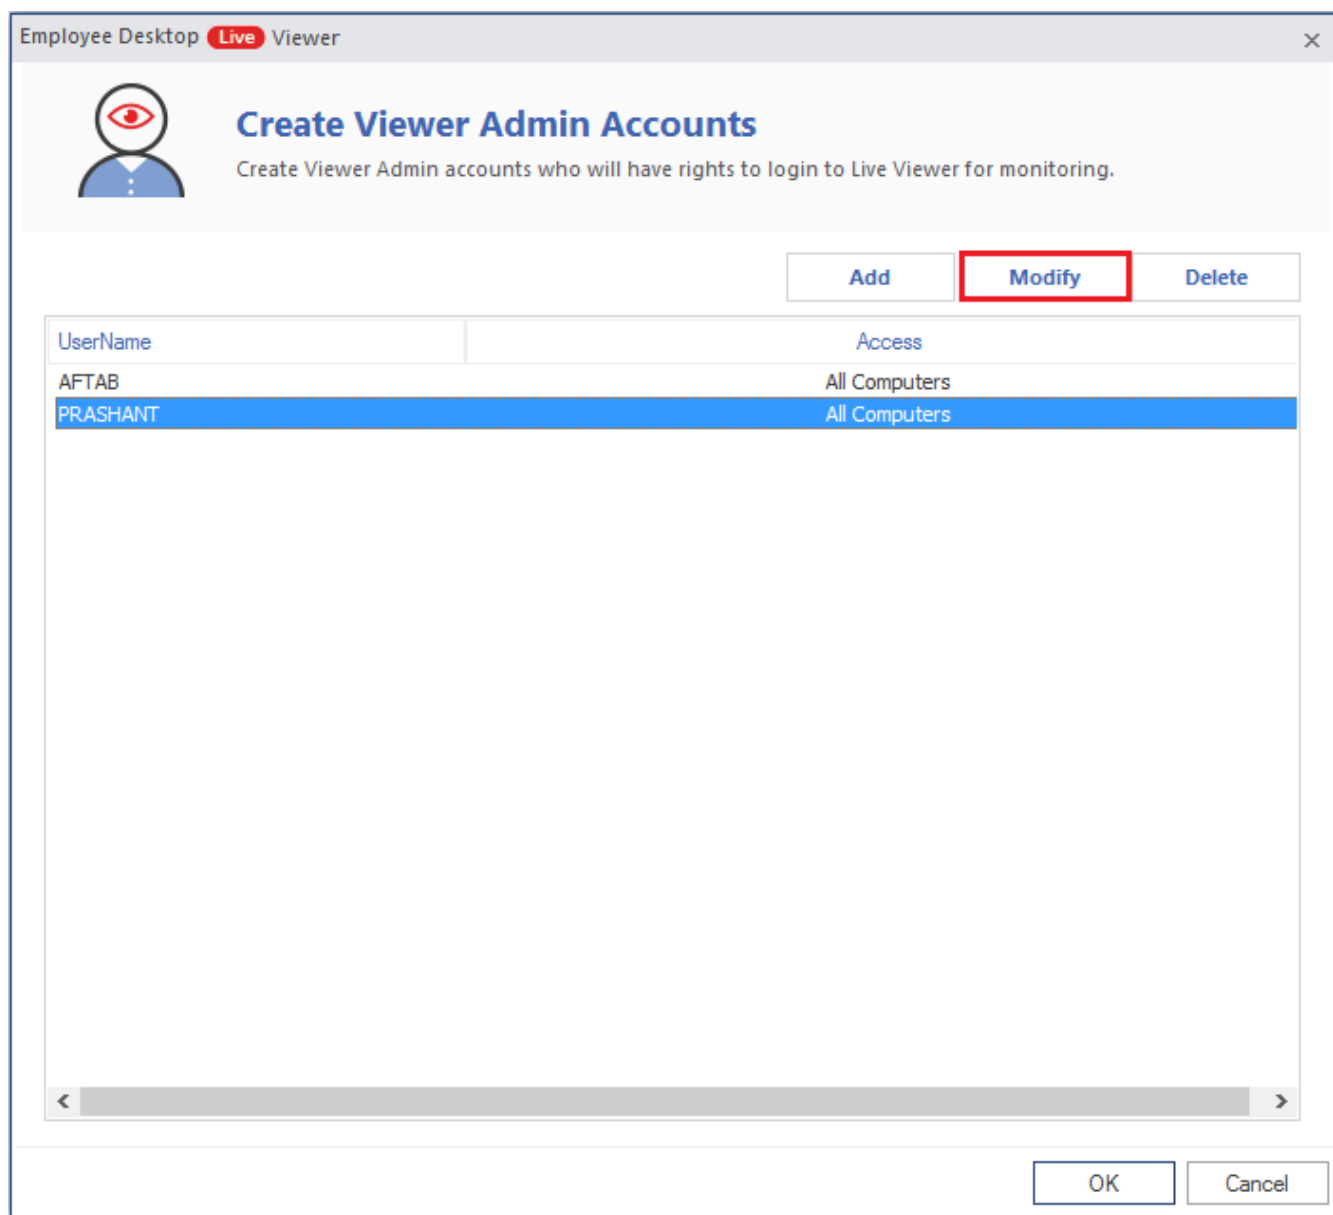 Employee Desktop Live Viewer
Create Viewer Admin Accounts
Create Viewer Admin accounts who will have rights to login to Live Viewer for monitoring.
Add Modify Delete
UserName Access
AFTAB All Computers
PRASHANT All Computers
OK Cancel